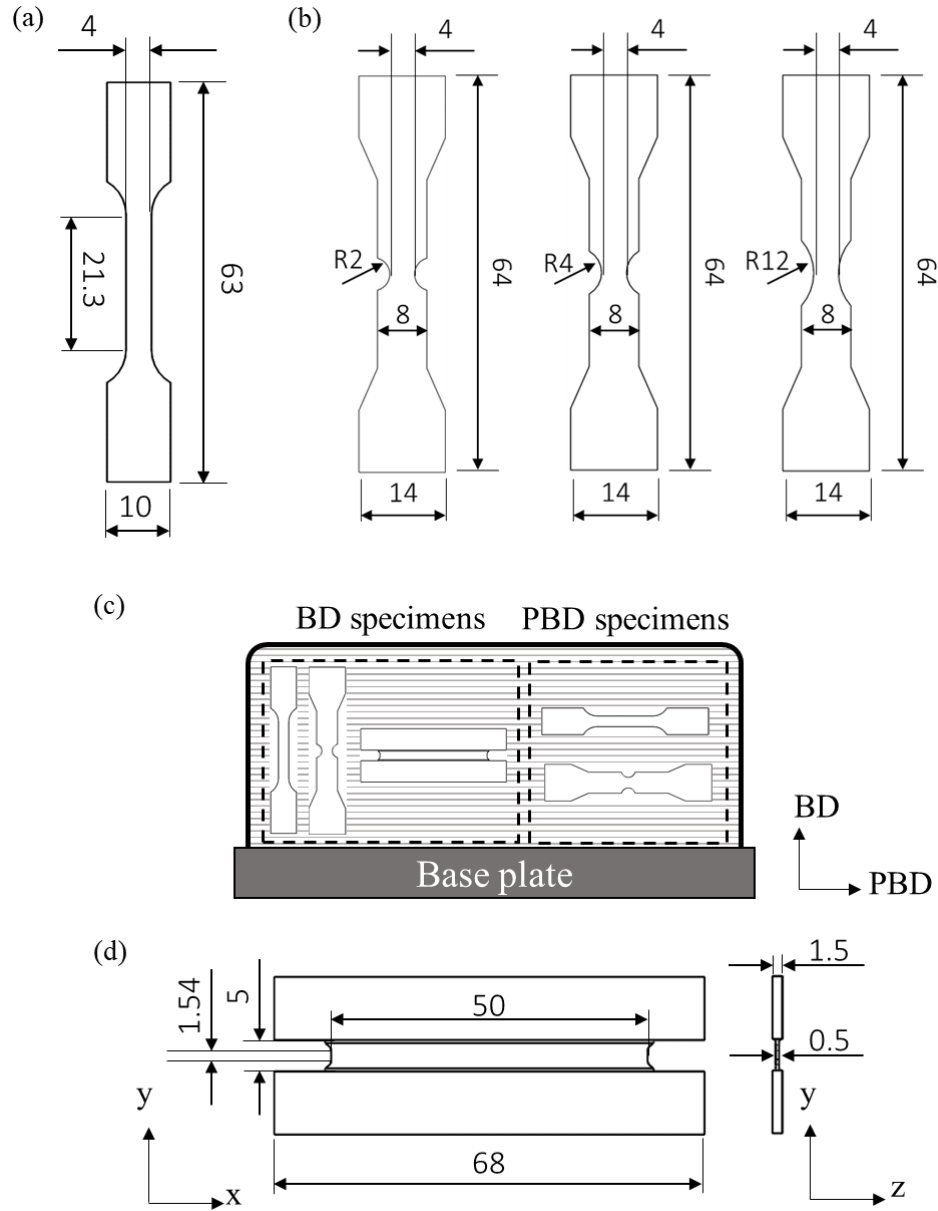 (a)
4
21.3
63
10
(b)
4
R2
8
64
14
4
R4
8
64
14
4
R12
8
64
14
(c)
BD specimens
PBD specimens
Base plate
BD
PBD
(d)
1.54
5
50
68
y
x
1.5
0.5
y
z